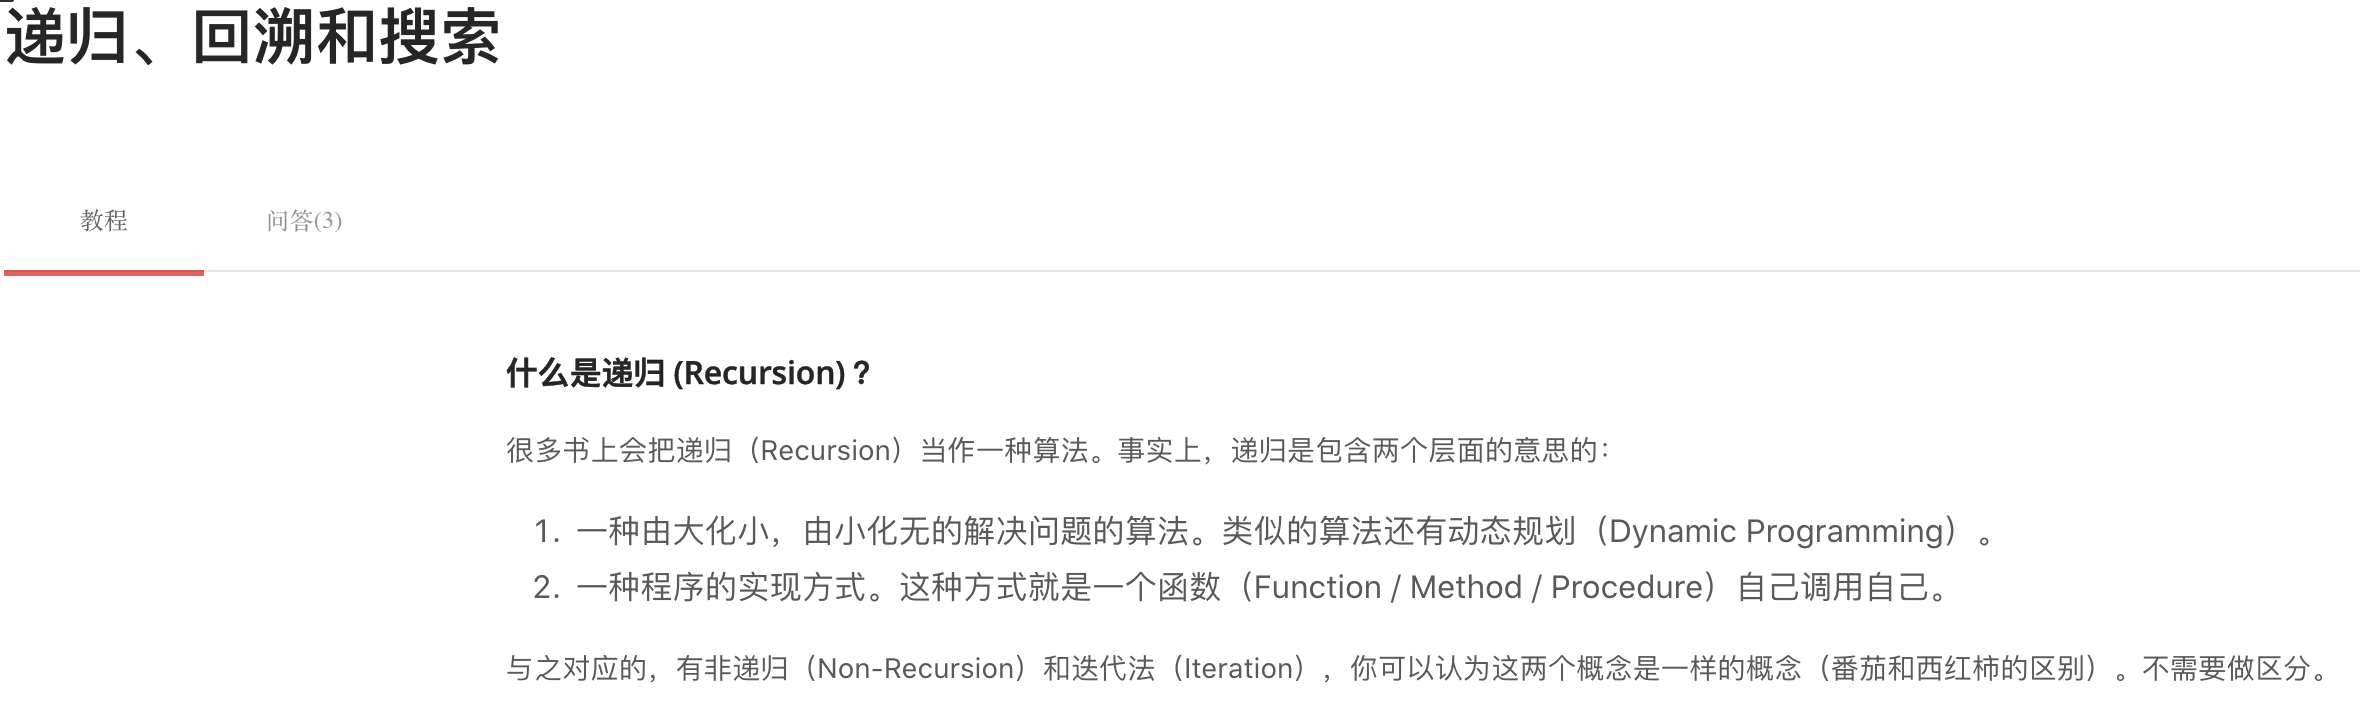 递归、回溯和搜索
教程
问答(3)
什么是递归 (Recursion)？
很多书上会把递归（Recursion）当作一种算法。事实上，递归是包含两个层面的意思的：
1. 一种由大化小，由小化无的解决问题的算法。类似的算法还有动态规划（Dynamic Programming）。
2. 一种程序的实现方式。这种方式就是一个函数（Function / Method / Procedure）自己调用自己。
与之对应的，有非递归（Non-Recursion）和迭代法（Iteration），你可以认为这两个概念是一样的概念（番茄和西红柿的区别）。不需要做区分。